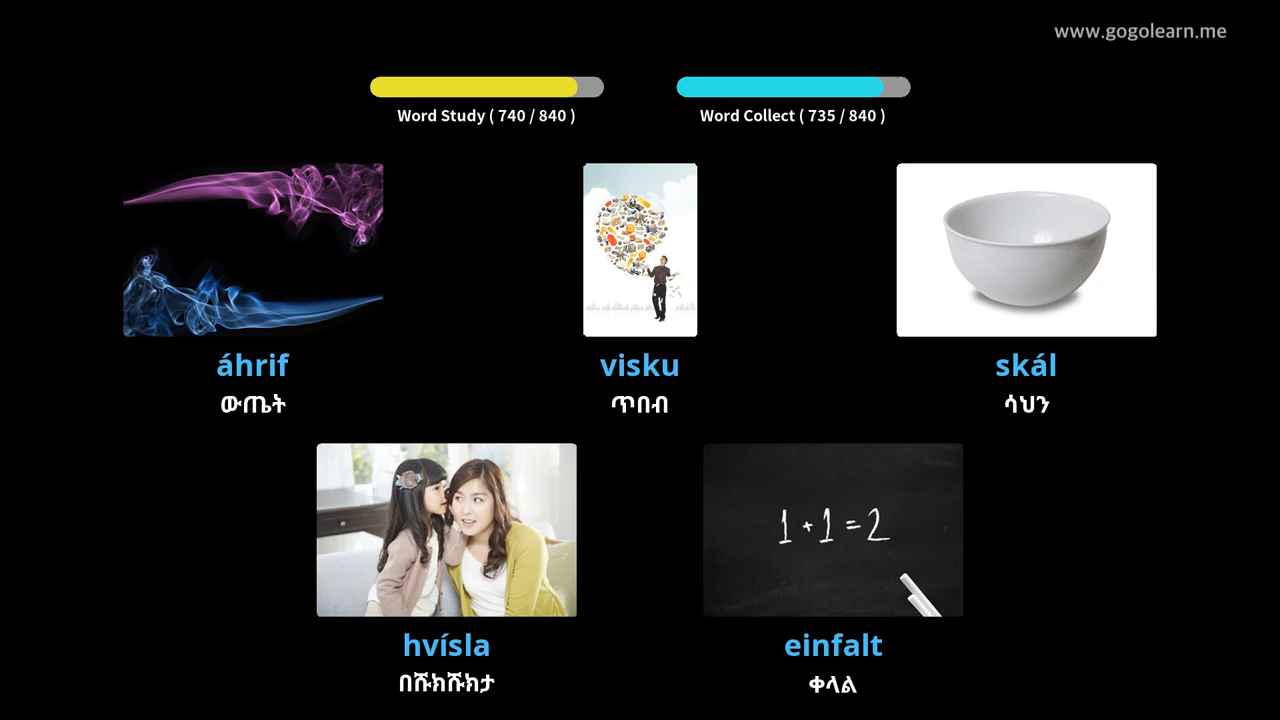 www.gogolearn.me
Word Study ( 740 / 840 )
Word Collect ( 735 / 840 )
áhrif
ውጤት
visku
ጥበብ
skál
ሳህን
1 + 1 = 2
hvísla
በሹክሹክታ
einfalt
ቀላል